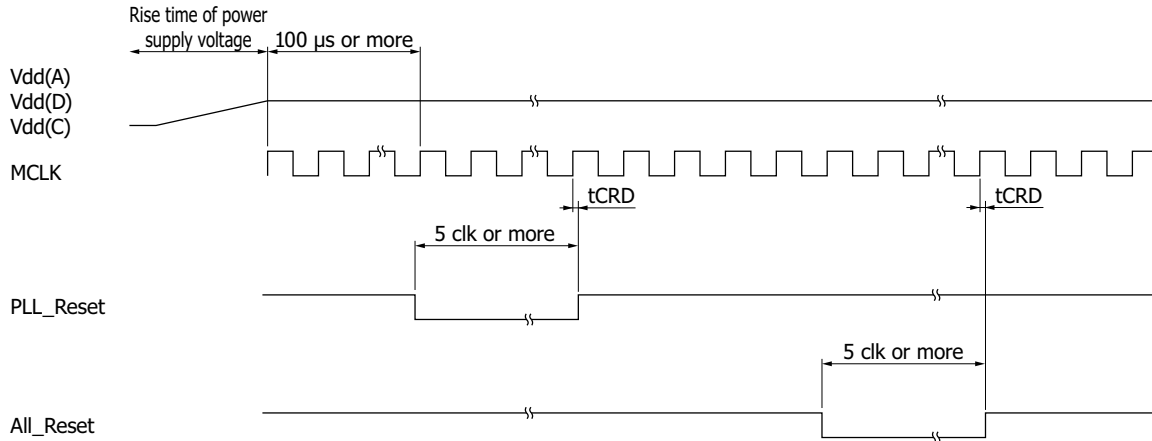 Rise time of power
supply voltage
100 µs or more
Vdd(A)
Vdd(D)
Vdd(C)
MCLK
tCRD
tCRD
5 clk or more
PLL_Reset
5 clk or more
All_Reset